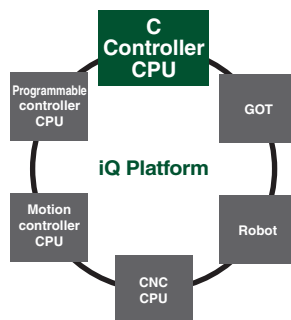 C
Controller
CPU
Programmable
controller
CPU
GOT
iQ Platform
Motion
controller
CPU
Robot
CNC
CPU